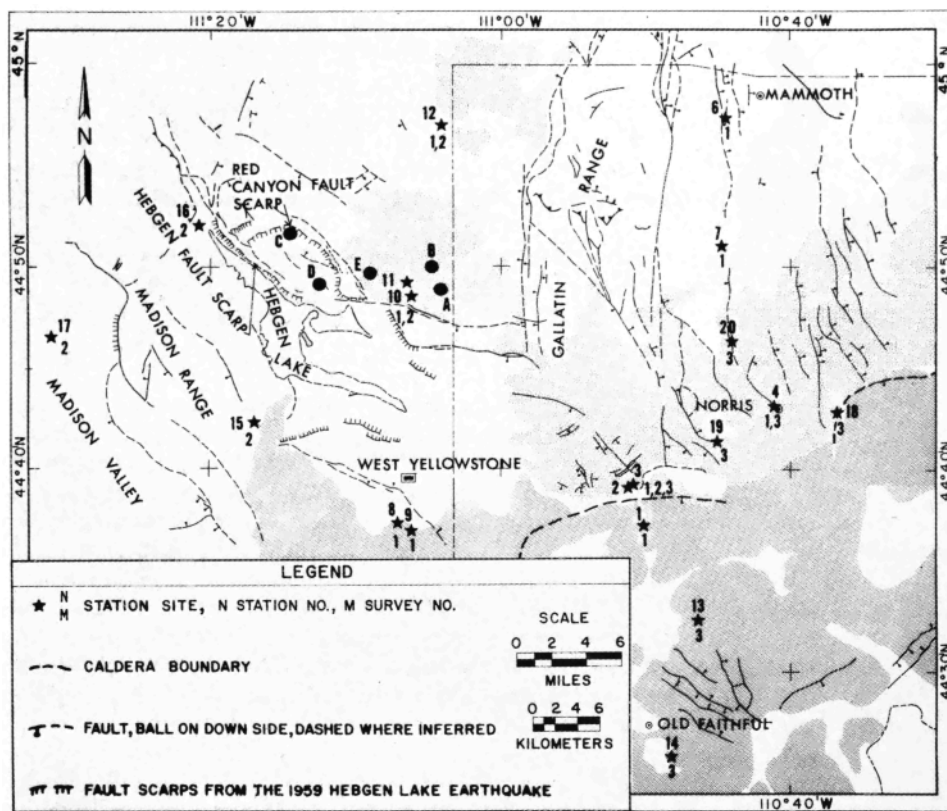 111°20'W
111°00'W
110°40'W
45°N
45°N
N
MAMMOTH
6
1
12
1,2
RED
CANYON FAULT
SCARP
RANGE
16
2
HEBGEN FAULT SCARP
C
B
7
1
44°50'
44°50'
E
D
11
10
1,2
A
HEBGEN
LAKE
GALLATIN
17
2
MADISON RANGE
20
3
MADISON
VALLEY
NORRIS
4
1,3
18
1,3
15
2
19
3
44°40'
44°40'
WEST YELLOWSTONE
3
2
1,2,3
8
9
1
1
1
1
LEGEND
N
M
STATION SITE, N STATION NO., M SURVEY NO.
CALDERA BOUNDARY
FAULT, BALL ON DOWN SIDE, DASHED WHERE INFERRED
FAULT SCARPS FROM THE 1959 HEBGEN LAKE EARTHQUAKE
SCALE
0 2 4 6
MILES
0 2 4 6
KILOMETERS
13
3
44°30'
OLD FAITHFUL
14
3
110°40'W